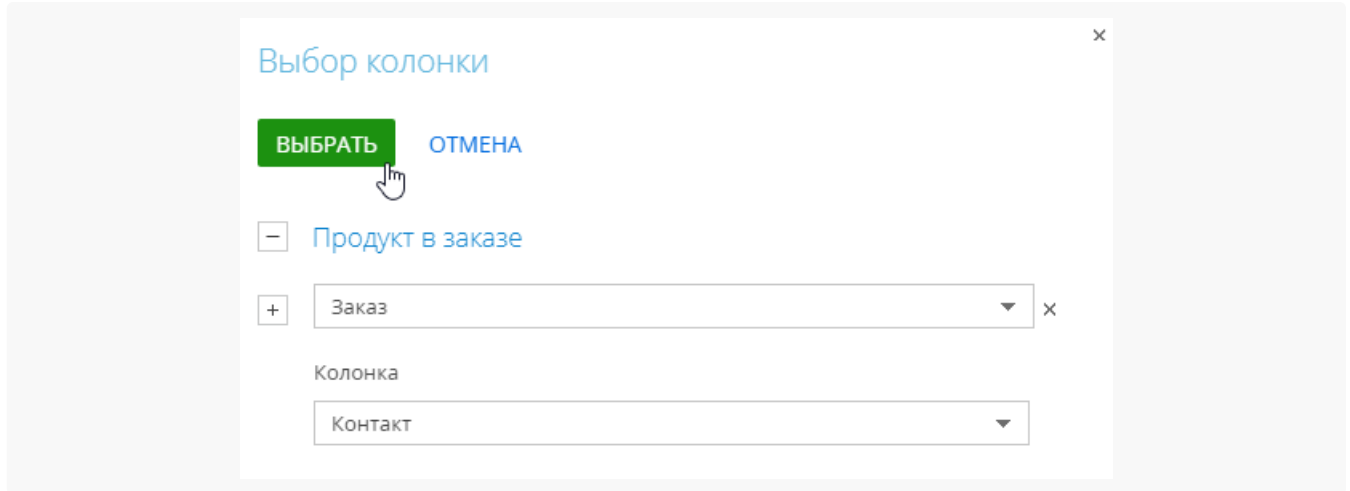 Выбор колонки
ВЫБРАТЬ ОТМЕНА
Продукт в заказе
Заказ
Колонка
Контакт